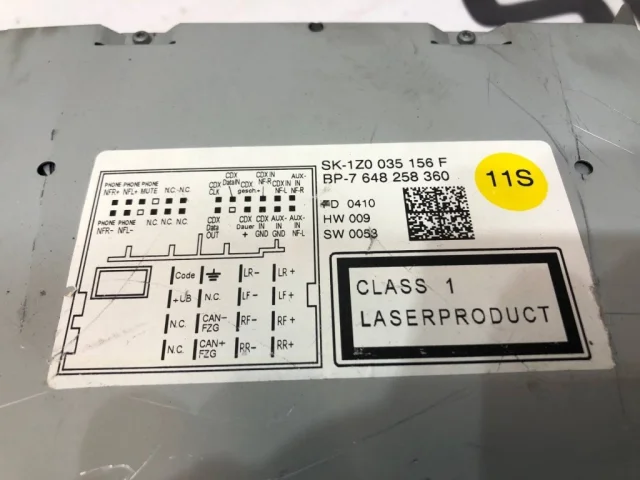 SK-1Z0 035 156 F
BP-7 648 258 360
11S
FD 0410
HW 009
SW 0053
CLASS 1
LASERPRODUCT
PHONE NFR+ PHONE NFL+ PHONE MUTE N.C. N.C.
PHONE NFR- PHONE NFL- N.C. N.C. N.C.
CDX CLK CDX DataIN CDX gesch+ CDX IN NF-R CDX IN NF-L AUX-IN NF-R
CDX Data OUT CDX Dauer + CDX IN GND AUX-IN GND AUX-IN NF-L
Code LR- LR+
+UB N.C. LF- LF+
N.C. CAN- FZG RF- RF+
N.C. CAN+ FZG RR- RR+